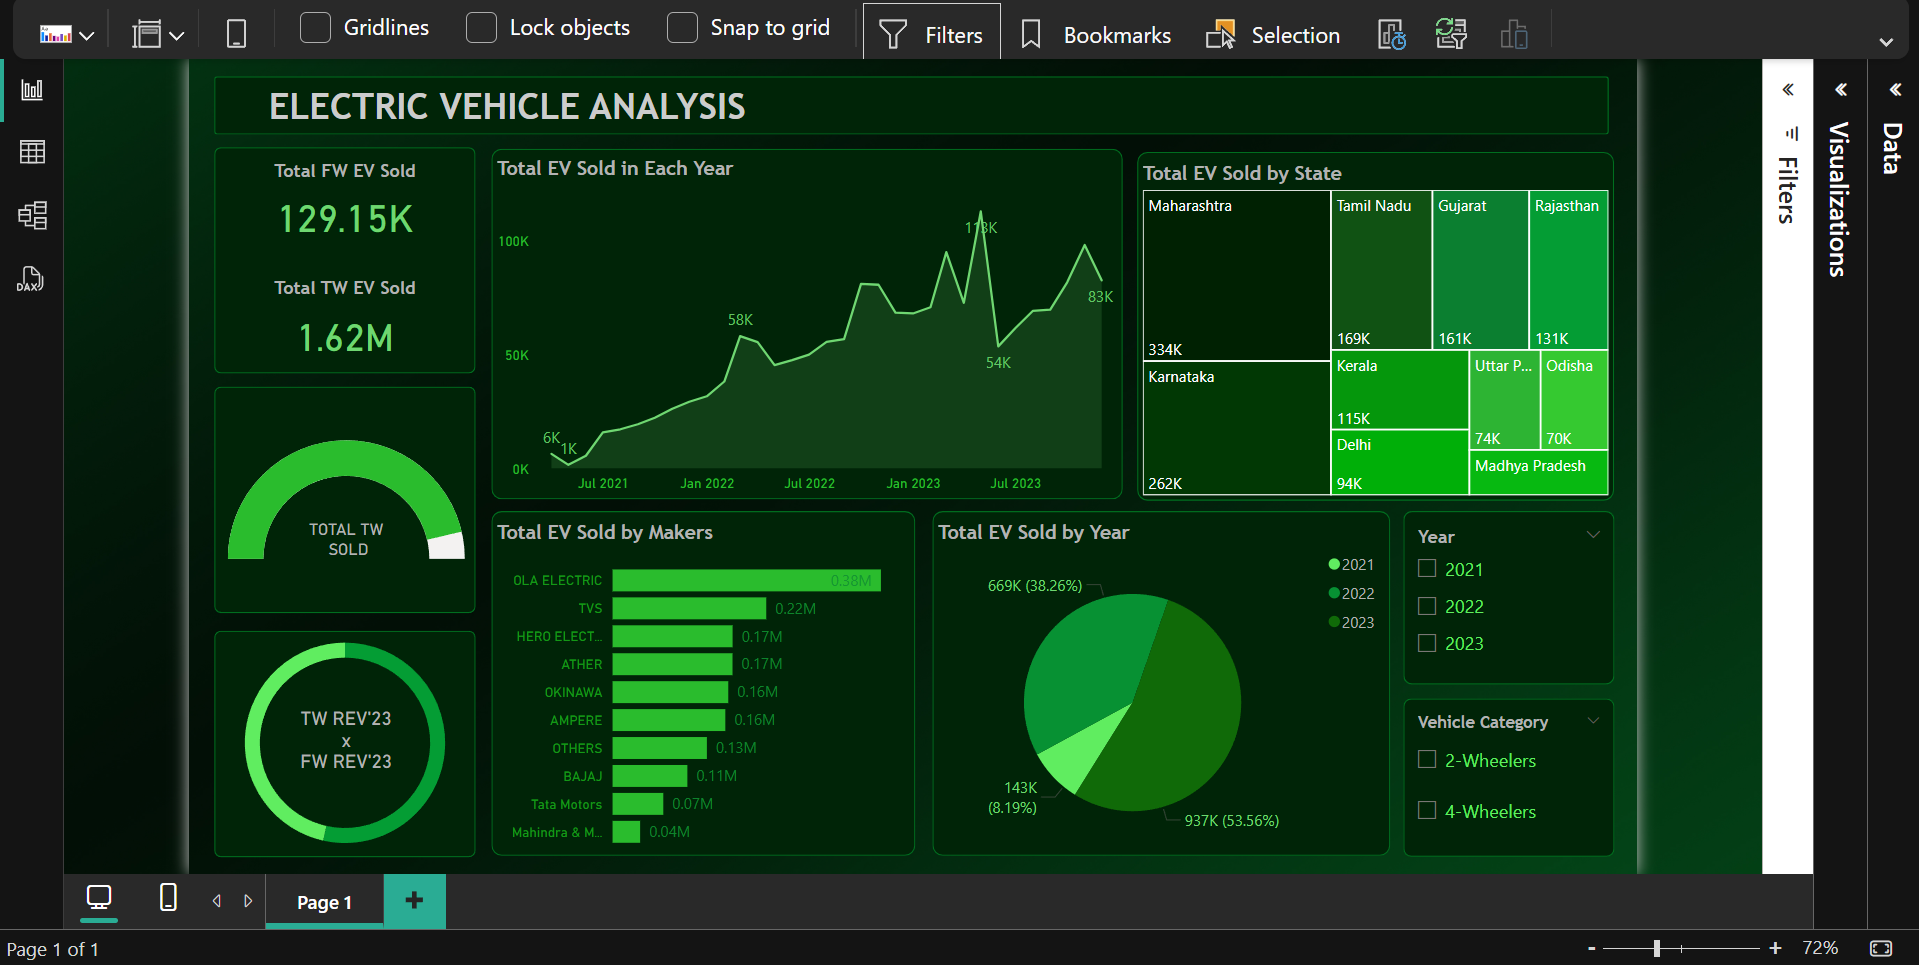 Gridlines
Lock objects
Snap to grid
Filters
Bookmarks
Selection
ELECTRIC VEHICLE ANALYSIS
Total FW EV Sold
129.15K
Total TW EV Sold
1.62M
TOTAL TW
SOLD
TW REV'23
x
FW REV'23
Total EV Sold in Each Year
100K
50K
0K
6K
1K
58K
113K
54K
83K
Jul 2021
Jan 2022
Jul 2022
Jan 2023
Jul 2023
Total EV Sold by State
Maharashtra
334K
Karnataka
262K
Tamil Nadu
169K
Gujarat
161K
Rajasthan
131K
Kerala
115K
Delhi
94K
Uttar P...
74K
Odisha
70K
Madhya Pradesh
Total EV Sold by Makers
OLA ELECTRIC 0.38M
TVS 0.22M
HERO ELECT... 0.17M
ATHER 0.17M
OKINAWA 0.16M
AMPERE 0.16M
OTHERS 0.13M
BAJAJ 0.11M
Tata Motors 0.07M
Mahindra & M... 0.04M
Total EV Sold by Year
2021
2022
2023
669K (38.26%)
143K
(8.19%)
937K (53.56%)
Year
2021
2022
2023
Vehicle Category
2-Wheelers
4-Wheelers
Filters
Visualizations
Data
DAX
Page 1
+
Page 1 of 1
- + 72%